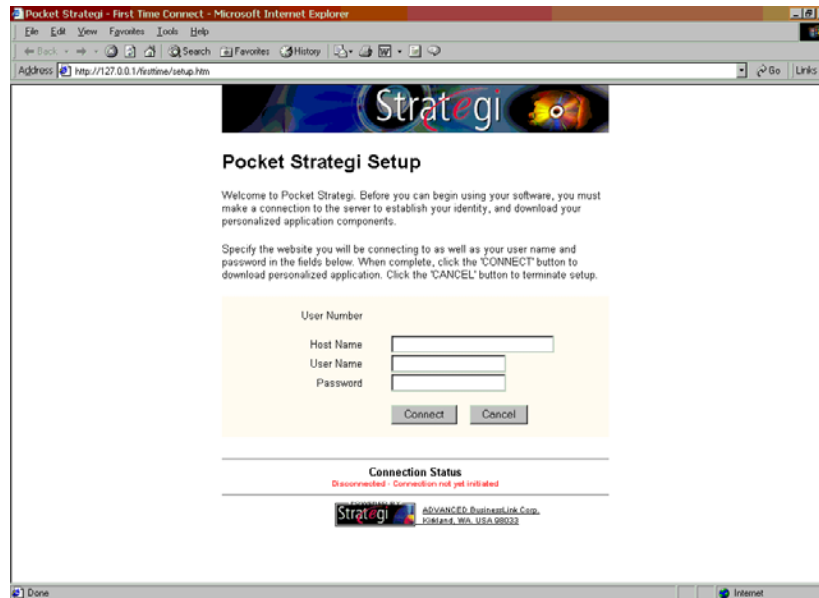 Pocket Strategi - First Time Connect - Microsoft Internet Explorer
File Edit View Favorites Tools Help
Back Search Favorites History
Address http://127.0.0.1/firsttime/setup.htm Go Links
Strategi
Pocket Strategi Setup
Welcome to Pocket Strategi. Before you can begin using your software, you must
make a connection to the server to establish your identity, and download your
personalized application components.
Specify the website you will be connecting to as well as your user name and
password in the fields below. When complete, click the 'CONNECT' button to
download personalized application. Click the 'CANCEL' button to terminate setup.
User Number
Host Name
User Name
Password
Connect Cancel
Connection Status
Disconnected - Connection not yet initiated
Strategi
ADVANCED BusinessLink Corp.
Kirkland, WA, USA 98033
Done Internet